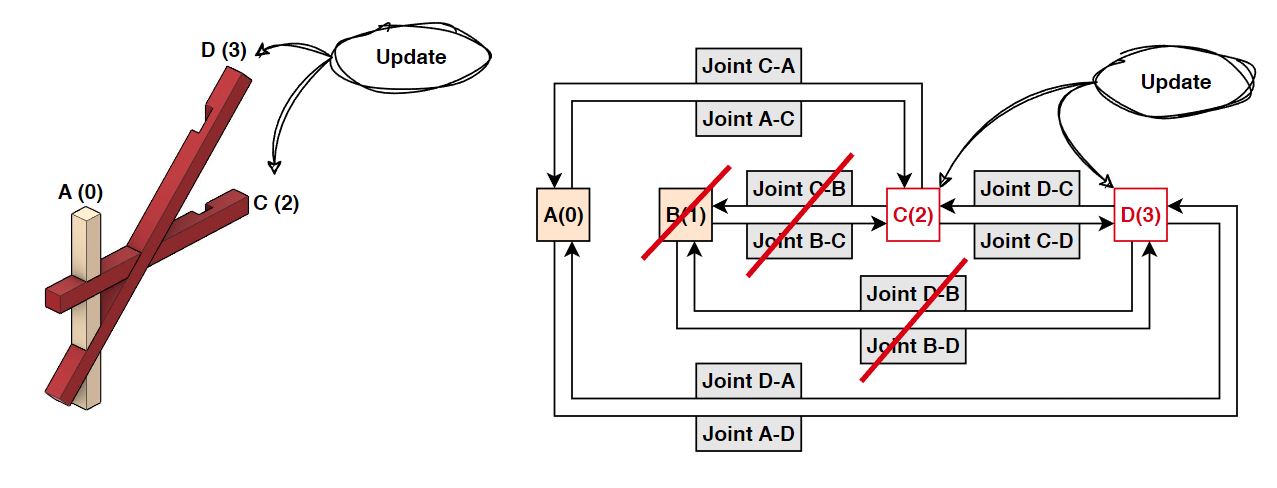 D (3)
Update
A (0)
C (2)
Joint C-A
Joint A-C
Update
Joint C-B
Joint D-C
A(0)
B(1)
C(2)
D(3)
Joint B-C
Joint C-D
Joint D-B
Joint B-D
Joint D-A
Joint A-D